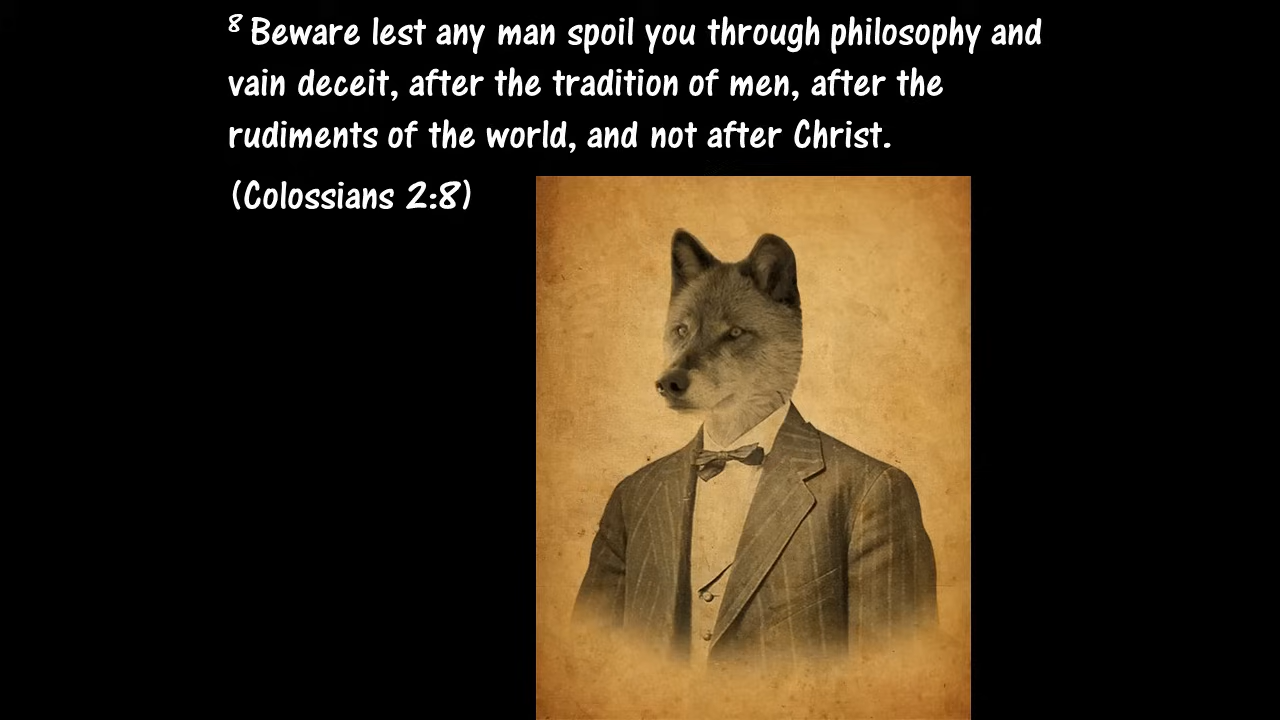 8 Beware lest any man spoil you through philosophy and
vain deceit, after the tradition of men, after the
rudiments of the world, and not after Christ.
(Colossians 2:8)